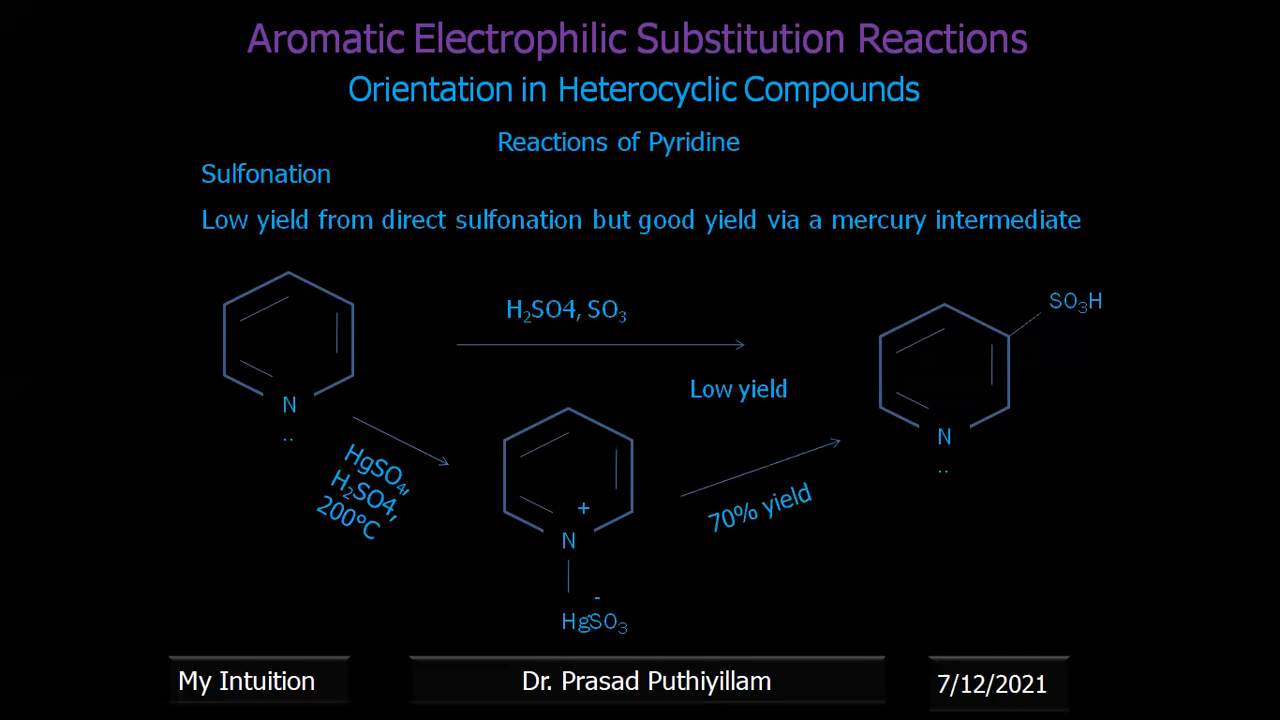 Aromatic Electrophilic Substitution Reactions
Orientation in Heterocyclic Compounds
Reactions of Pyridine
Sulfonation
Low yield from direct sulfonation but good yield via a mercury intermediate
H₂SO4, SO₃
SO₃H
Low yield
N
..
N
..
HgSO₄,
H₂SO4,
200°C
+
N
70% yield
-
HgSO₃
My Intuition
Dr. Prasad Puthiyillam
7/12/2021